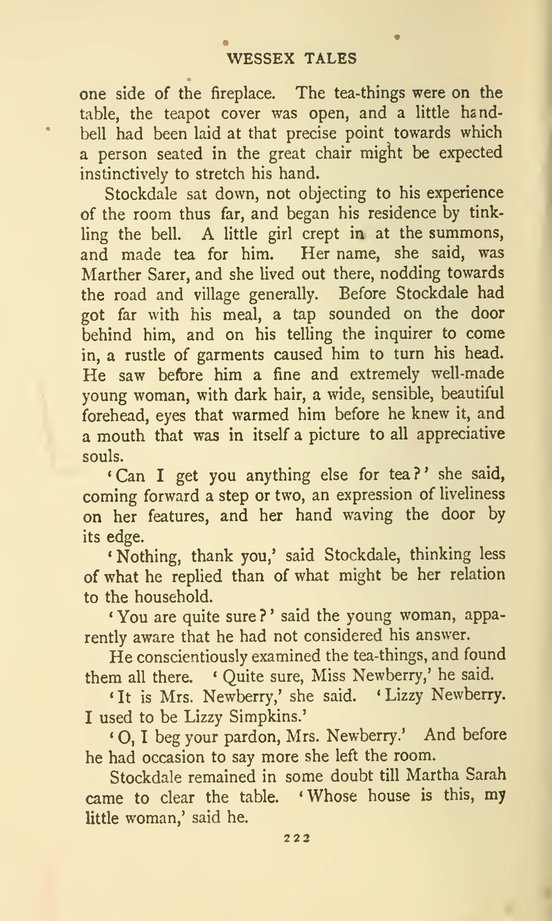 WESSEX TALES
one side of the fireplace. The tea-things were on the
table, the teapot cover was open, and a little hand-
bell had been laid at that precise point towards which
a person seated in the great chair might be expected
instinctively to stretch his hand.
Stockdale sat down, not objecting to his experience
of the room thus far, and began his residence by tink-
ling the bell. A little girl crept in at the summons,
and made tea for him. Her name, she said, was
Marther Sarer, and she lived out there, nodding towards
the road and village generally. Before Stockdale had
got far with his meal, a tap sounded on the door
behind him, and on his telling the inquirer to come
in, a rustle of garments caused him to turn his head.
He saw before him a fine and extremely well-made
young woman, with dark hair, a wide, sensible, beautiful
forehead, eyes that warmed him before he knew it, and
a mouth that was in itself a picture to all appreciative
souls.
‘Can I get you anything else for tea?’ she said,
coming forward a step or two, an expression of liveliness
on her features, and her hand waving the door by
its edge.
‘Nothing, thank you,’ said Stockdale, thinking less
of what he replied than of what might be her relation
to the household.
‘You are quite sure?’ said the young woman, appa-
rently aware that he had not considered his answer.
He conscientiously examined the tea-things, and found
them all there. ‘Quite sure, Miss Newberry,’ he said.
‘It is Mrs. Newberry,’ she said. ‘Lizzy Newberry.
I used to be Lizzy Simpkins.’
‘O, I beg your pardon, Mrs. Newberry.’ And before
he had occasion to say more she left the room.
Stockdale remained in some doubt till Martha Sarah
came to clear the table. ‘Whose house is this, my
little woman,’ said he.
222